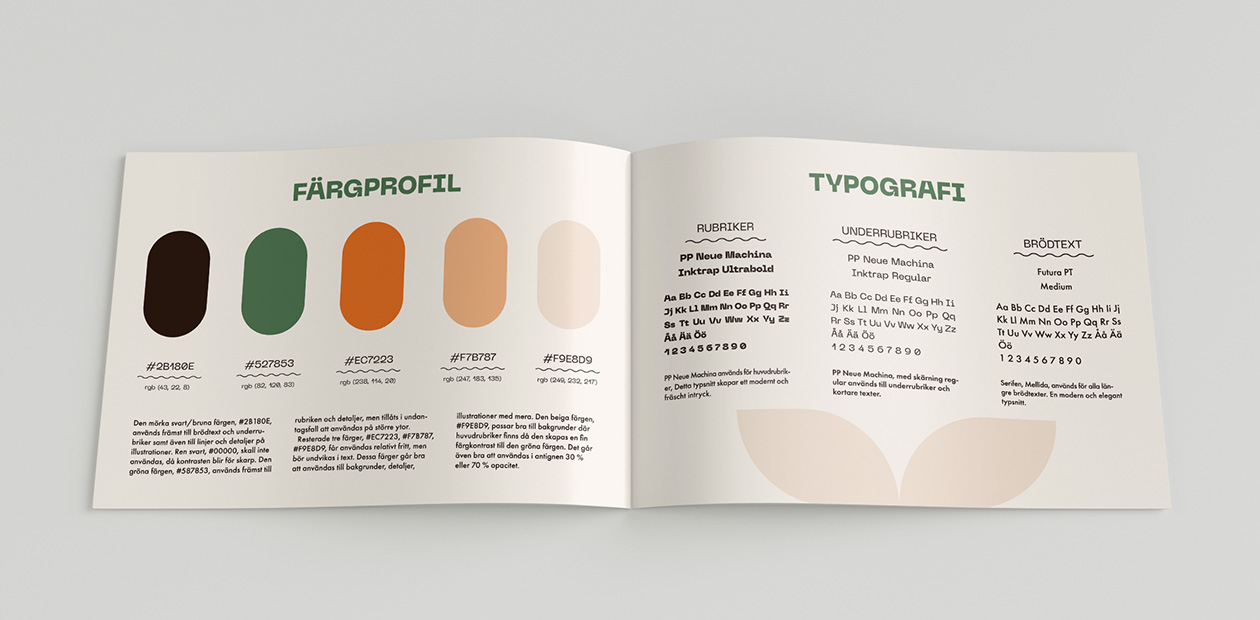 FÄRGPROFIL
#2B180E
rgb (43, 22, 8)
#527853
rgb (82, 120, 83)
#EC7223
rgb (238, 114, 20)
#F7B787
rgb (247, 183, 135)
#F9E8D9
rgb (249, 232, 217)
Den mörka svart/bruna färgen, #2B180E,
används främst till brödtext och underru-
briker samt även till linjer och detaljer på
illustrationer. Ren svart, #00000, skall inte
användas, då kontrasten blir för skarp. Den
gröna färgen, #587853, används främst till
rubriken och detaljer, men tillåts i undan-
tagsfall att användas på större ytor.
Resterade tre färger, #EC7223, #F7B787,
#F9E8D9, får användas relativt fritt, men
bör undvikas i text. Dessa färger går bra
att användas till bakgrunder, detaljer,
illustrationer med mera. Den beiga färgen,
#F9E8D9, passar bra till bakgrunder där
huvudrubriker finns då den skapas en fin
färgkontrast till den gröna färgen. Det går
även bra att användas i antignen 30 %
eller 70 % opacitet.
TYPOGRAFI
RUBRIKER
PP Neue Machina
Inktrap Ultrabold
Aa Bb Cc Dd Ee Ff Gg Hh Ii
Jj Kk Ll Mm Nn Oo Pp Qq Rr
Ss Tt Uu Vv Ww Xx Yy Zz
Åå Ää Öö
1 2 3 4 5 6 7 8 9 0
PP Neue Machina används för huvudrubrik-
er, Detta typsnitt skapar ett modernt och
fräscht intryck.
UNDERRUBRIKER
PP Neue Machina
Inktrap Regular
Aa Bb Cc Dd Ee Ff Gg Hh Ii
Jj Kk Ll Mm Nn Oo Pp Qq
Rr Ss Tt Uu Vv Ww Xx Yy Zz
Åå Ää Öö
1 2 3 4 5 6 7 8 9 0
PP Neue Machina, med skärning reg-
ular används till underrubriker och
kortare texter.
BRÖDTEXT
Futura PT
Medium
Aa Bb Cc Dd Ee Ff Gg Hh Ii Jj
Kk Ll Mm Nn Oo Pp Qq Rr Ss
Tt Uu Vv Ww Xx Yy Zz Åå Ää
Öö
1 2 3 4 5 6 7 8 9 0
Serifen, Mellida, används för alla län-
gre brödtexter. En modern och elegant
typsnitt.